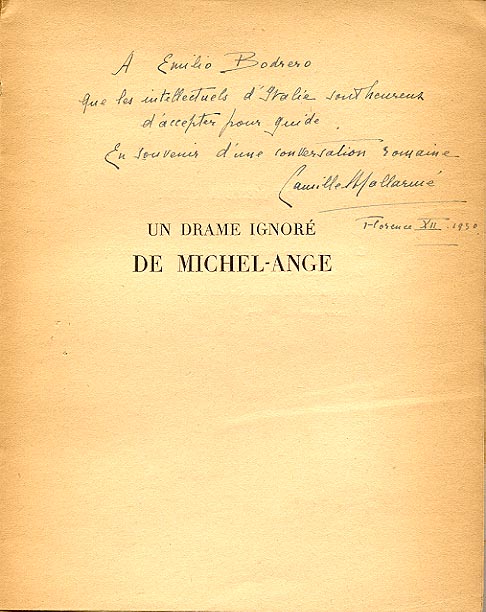 A Emilio Bodrero
que les intellectuels d'Italie sont heureux
d'accepter pour guide.
En souvenir d'une conversation romaine
Camille Mallarmé
Florence XII. 1930
UN DRAME IGNORÉ
DE MICHEL-ANGE